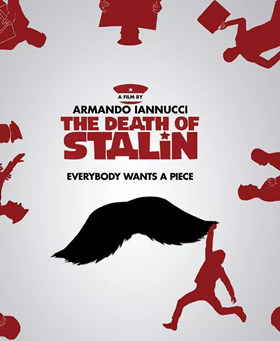 A FILM BY
ARMANDO IANNUCCI
THE DEATH OF
STALIN
EVERYBODY WANTS A PIECE